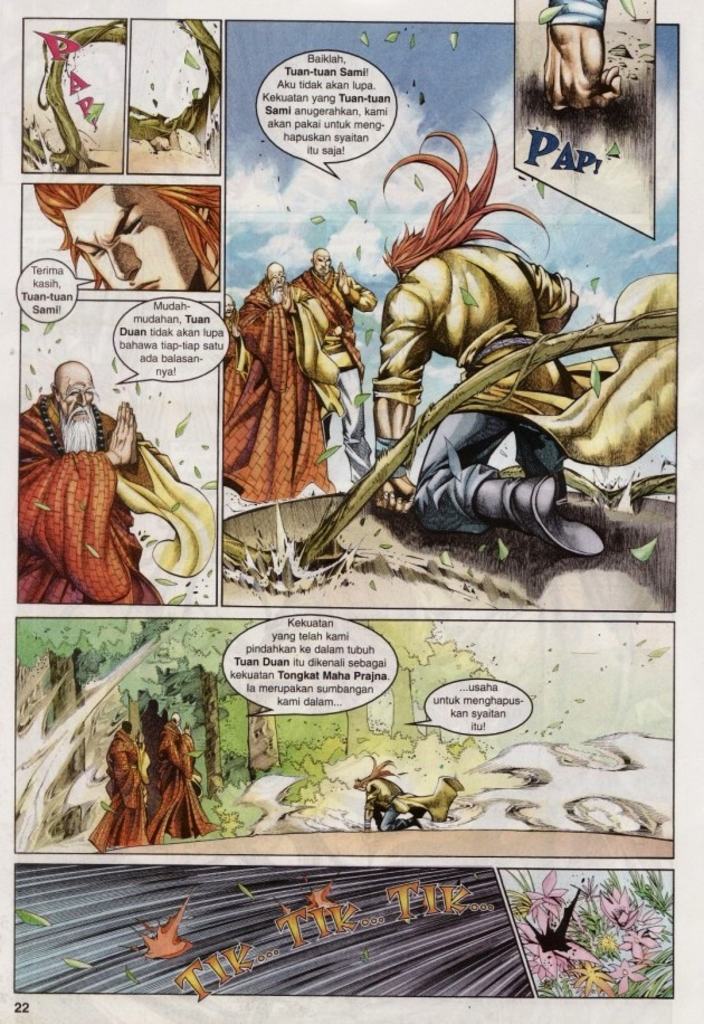 PAP!
Baiklah,
Tuan-tuan Sami!
Aku tidak akan lupa.
Kekuatan yang Tuan-tuan
Sami anugerahkan, kami
akan pakai untuk meng-
hapuskan syaitan
itu saja!
PAP!
Terima
kasih,
Tuan-tuan
Sami!
Mudah-
mudahan, Tuan
Duan tidak akan lupa
bahawa tiap-tiap satu
ada balasan-
nya!
Kekuatan
yang telah kami
pindahkan ke dalam tubuh
Tuan Duan itu dikenali sebagai
kekuatan Tongkat Maha Prajna.
Ia merupakan sumbangan
kami dalam...
...usaha
untuk menghapus-
kan syaitan
itu!
TIK... TIK... TIK...
22